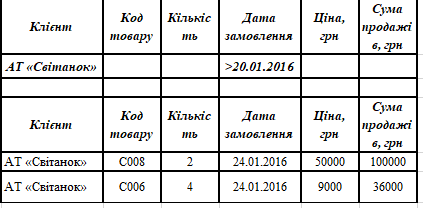 Клієнт Код товару Кількість Дата замовлення Ціна, грн Сума продажів, грн
АТ «Світанок» >20.01.2016
Клієнт Код товару Кількість Дата замовлення Ціна, грн Сума продажів, грн
АТ «Світанок» С008 2 24.01.2016 50000 100000
АТ «Світанок» С006 4 24.01.2016 9000 36000